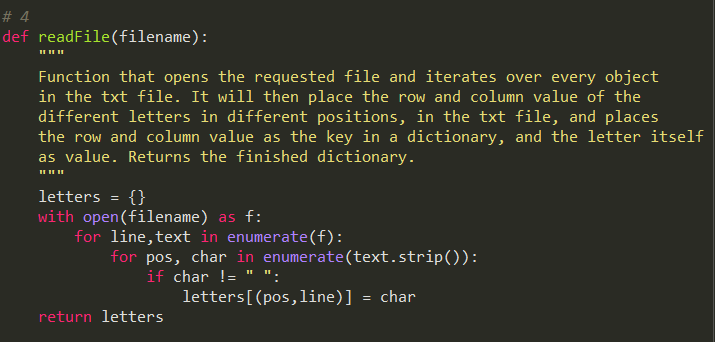 # 4
def readFile(filename):
    """
    Function that opens the requested file and iterates over every object
    in the txt file. It will then place the row and column value of the
    different letters in different positions, in the txt file, and places
    the row and column value as the key in a dictionary, and the letter itself
    as value. Returns the finished dictionary.
    """
    letters = {}
    with open(filename) as f:
        for line,text in enumerate(f):
            for pos, char in enumerate(text.strip()):
                if char != " ":
                    letters[(pos,line)] = char
    return letters